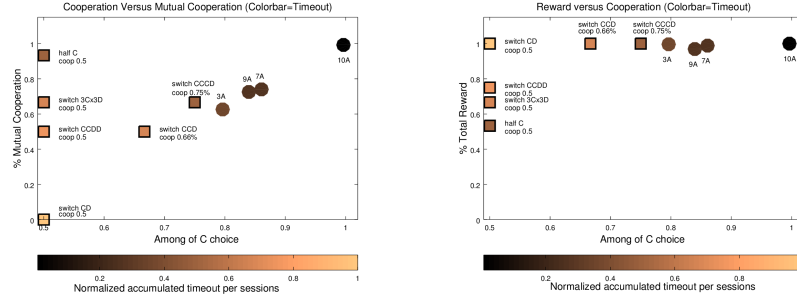 Cooperation Versus Mutual Cooperation (Colorbar=Timeout)
% Mutual Cooperation
1
0.8
0.6
0.4
0.2
0
half C
coop 0.5
switch 3Cx3D
coop 0.5
switch CCDD
coop 0.5
switch CD
coop 0.5
switch CCD
coop 0.66%
switch CCCD
coop 0.75%
3A
9A
7A
10A
0.5
0.6
0.7
0.8
0.9
1
Among of C choice
0.2
0.4
0.6
0.8
1
Normalized accumulated timeout per sessions
Reward versus Cooperation (Colorbar=Timeout)
% Total Reward
1
0.8
0.6
0.4
0.2
0
switch CD
coop 0.5
switch CCD
coop 0.66%
switch CCCD
coop 0.75%
3A
9A
7A
10A
switch CCDD
coop 0.5
switch 3Cx3D
coop 0.5
half C
coop 0.5
0.5
0.6
0.7
0.8
0.9
1
Among of C choice
0.2
0.4
0.6
0.8
Normalized accumulated timeout per sessions